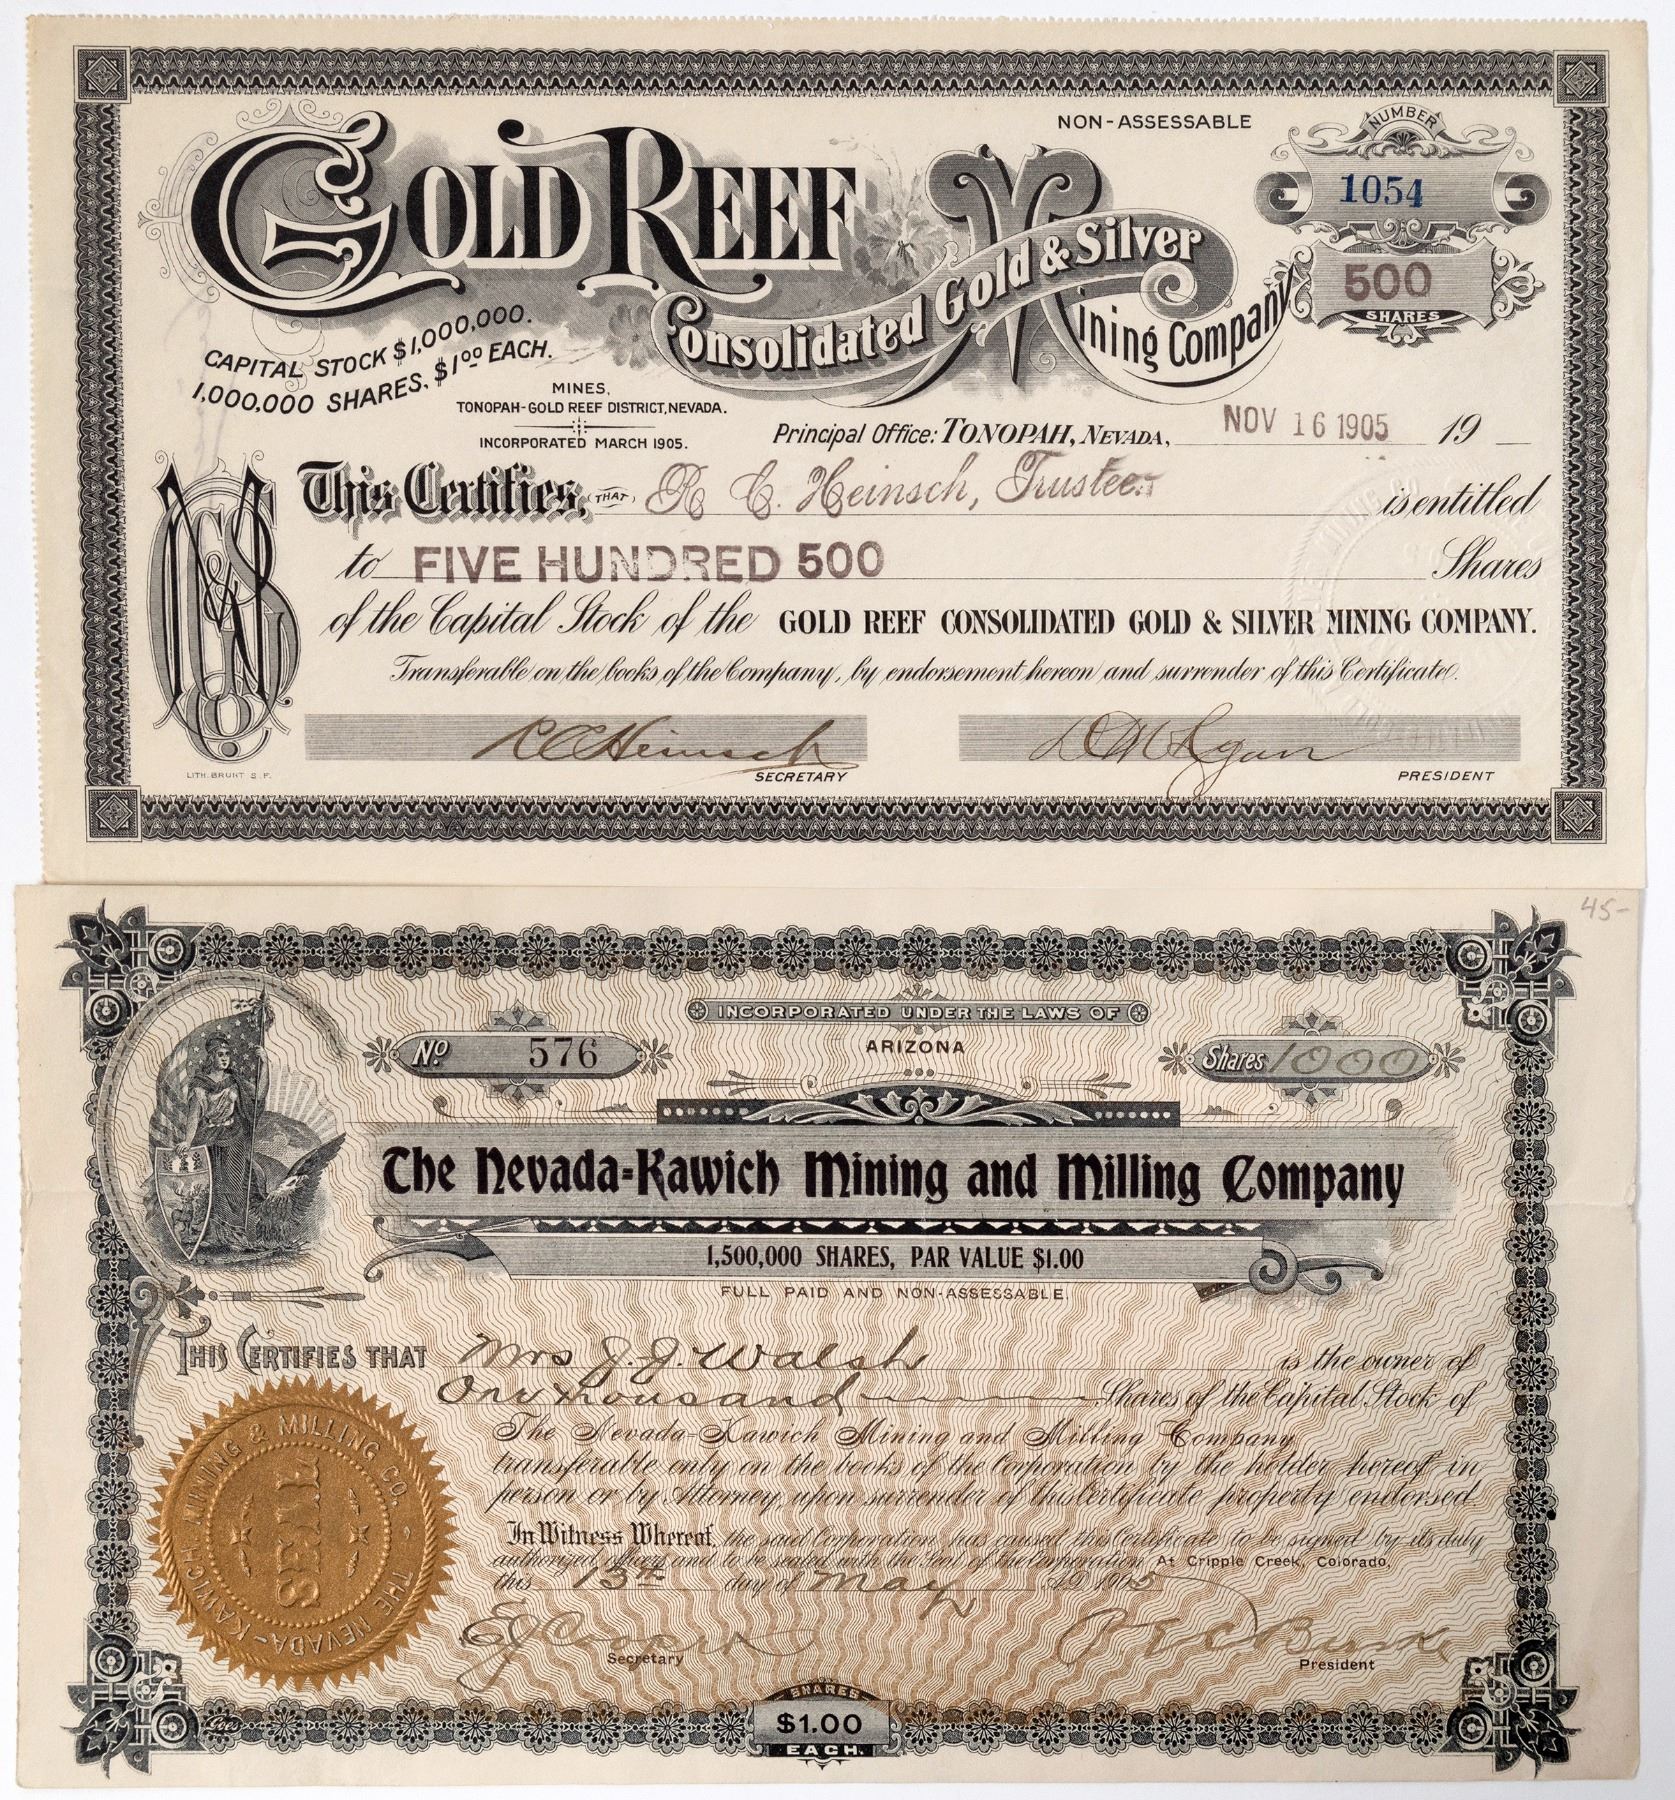 NON-ASSESSABLE
NUMBER
1054
500
SHARES
GOLD REEF
Consolidated Gold & Silver
Mining Company
CAPITAL STOCK $1,000,000.
1,000,000 SHARES, $1.00 EACH.
MINES,
TONOPAH-GOLD REEF DISTRICT, NEVADA.
INCORPORATED MARCH 1905.
Principal Office: TONOPAH, NEVADA, NOV 16 1905 19
This Certifies, THAT R C. Heinsch, Trustee. is entitled
to FIVE HUNDRED 500 Shares
of the Capital Stock of the GOLD REEF CONSOLIDATED GOLD & SILVER MINING COMPANY.
Transferable on the books of the Company, by endorsement hereon and surrender of this Certificate.
R C Heinsch
SECRETARY
PRESIDENT
LITH. BRUNT S. F.
45-
INCORPORATED UNDER THE LAWS OF
ARIZONA
No 576
Shares 1000
The Nevada-Kawich Mining and Milling Company
1,500,000 SHARES, PAR VALUE $1.00
FULL PAID AND NON-ASSESSABLE.
THIS CERTIFIES THAT Mrs J. J. Walsh is the owner of
One thousand Shares of the Capital Stock of
The Nevada-Kawich Mining and Milling Company
transferable only on the books of the Corporation by the holder hereof in
person or by Attorney upon surrender of this Certificate properly endorsed.
In Witness Whereof, the said Corporation has caused this Certificate to be signed by its duly
authorized officers and to be sealed with the Seal of the Corporation At Cripple Creek, Colorado,
this 13th day of May A.D. 1905
THE NEVADA-KAWICH MINING & MILLING CO.
SEAL
Secretary
President
Goes
SHARES
$1.00
EACH.